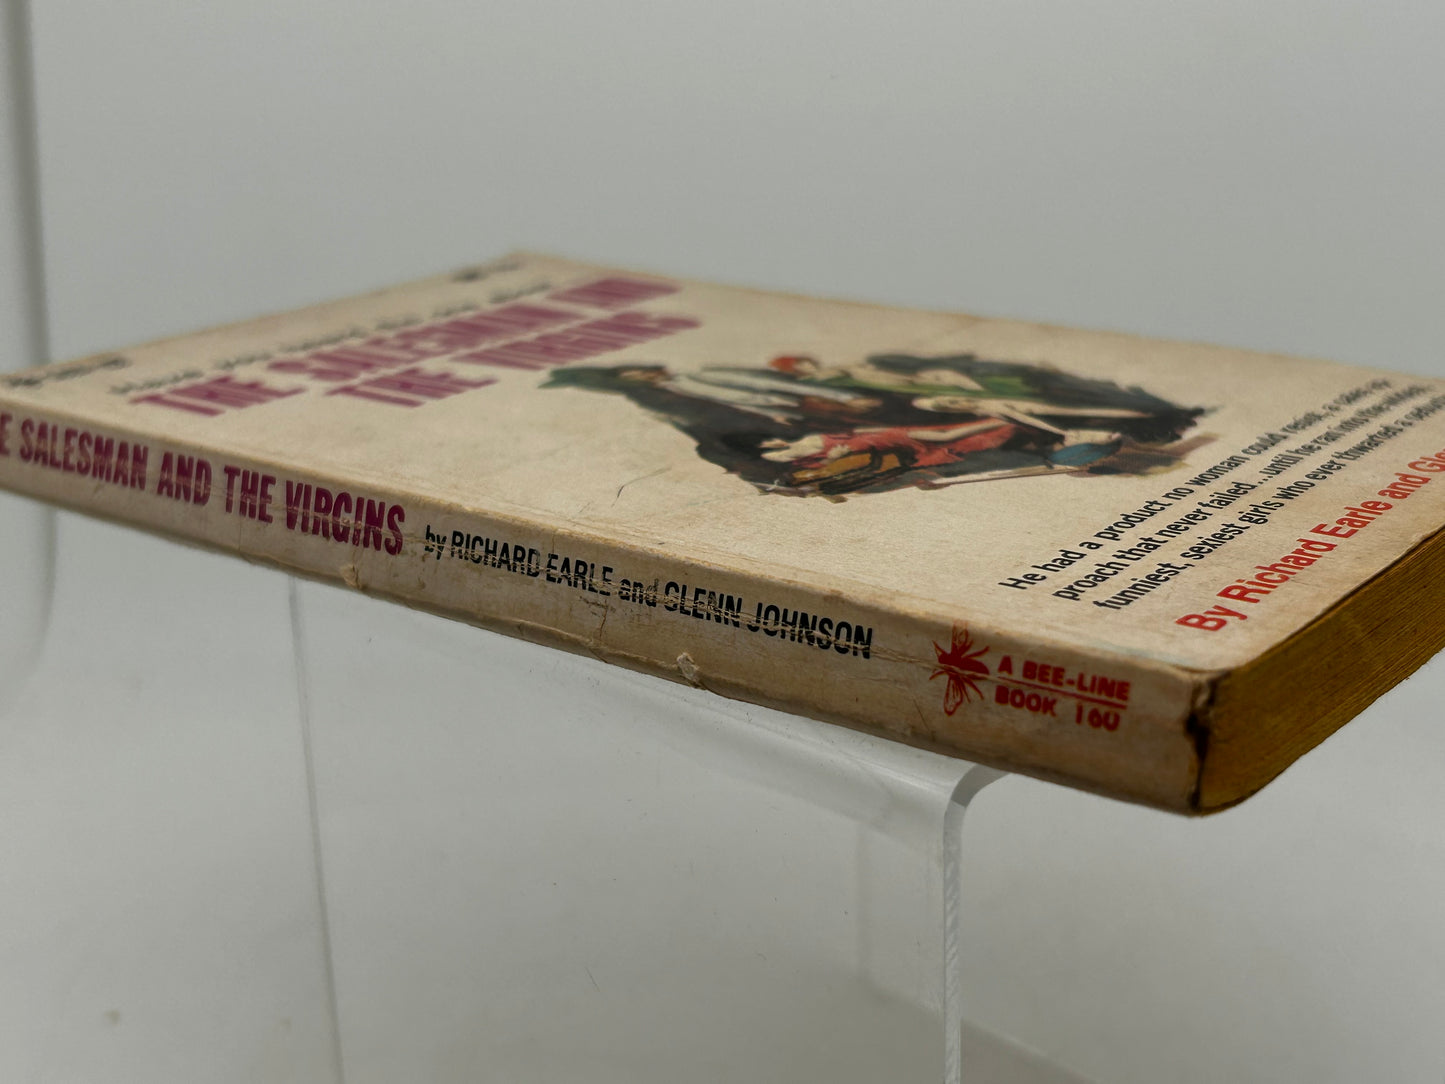 THE SALESMAN AND
THE VIRGINS
He had a product no woman could resist...a
proach that never failed...until he ran into the
funniest, sexiest girls who ever thwarted a
By Richard Earle and
E SALESMAN AND THE VIRGINS by RICHARD EARLE and GLENN JOHNSON
A BEE-LINE
BOOK 160